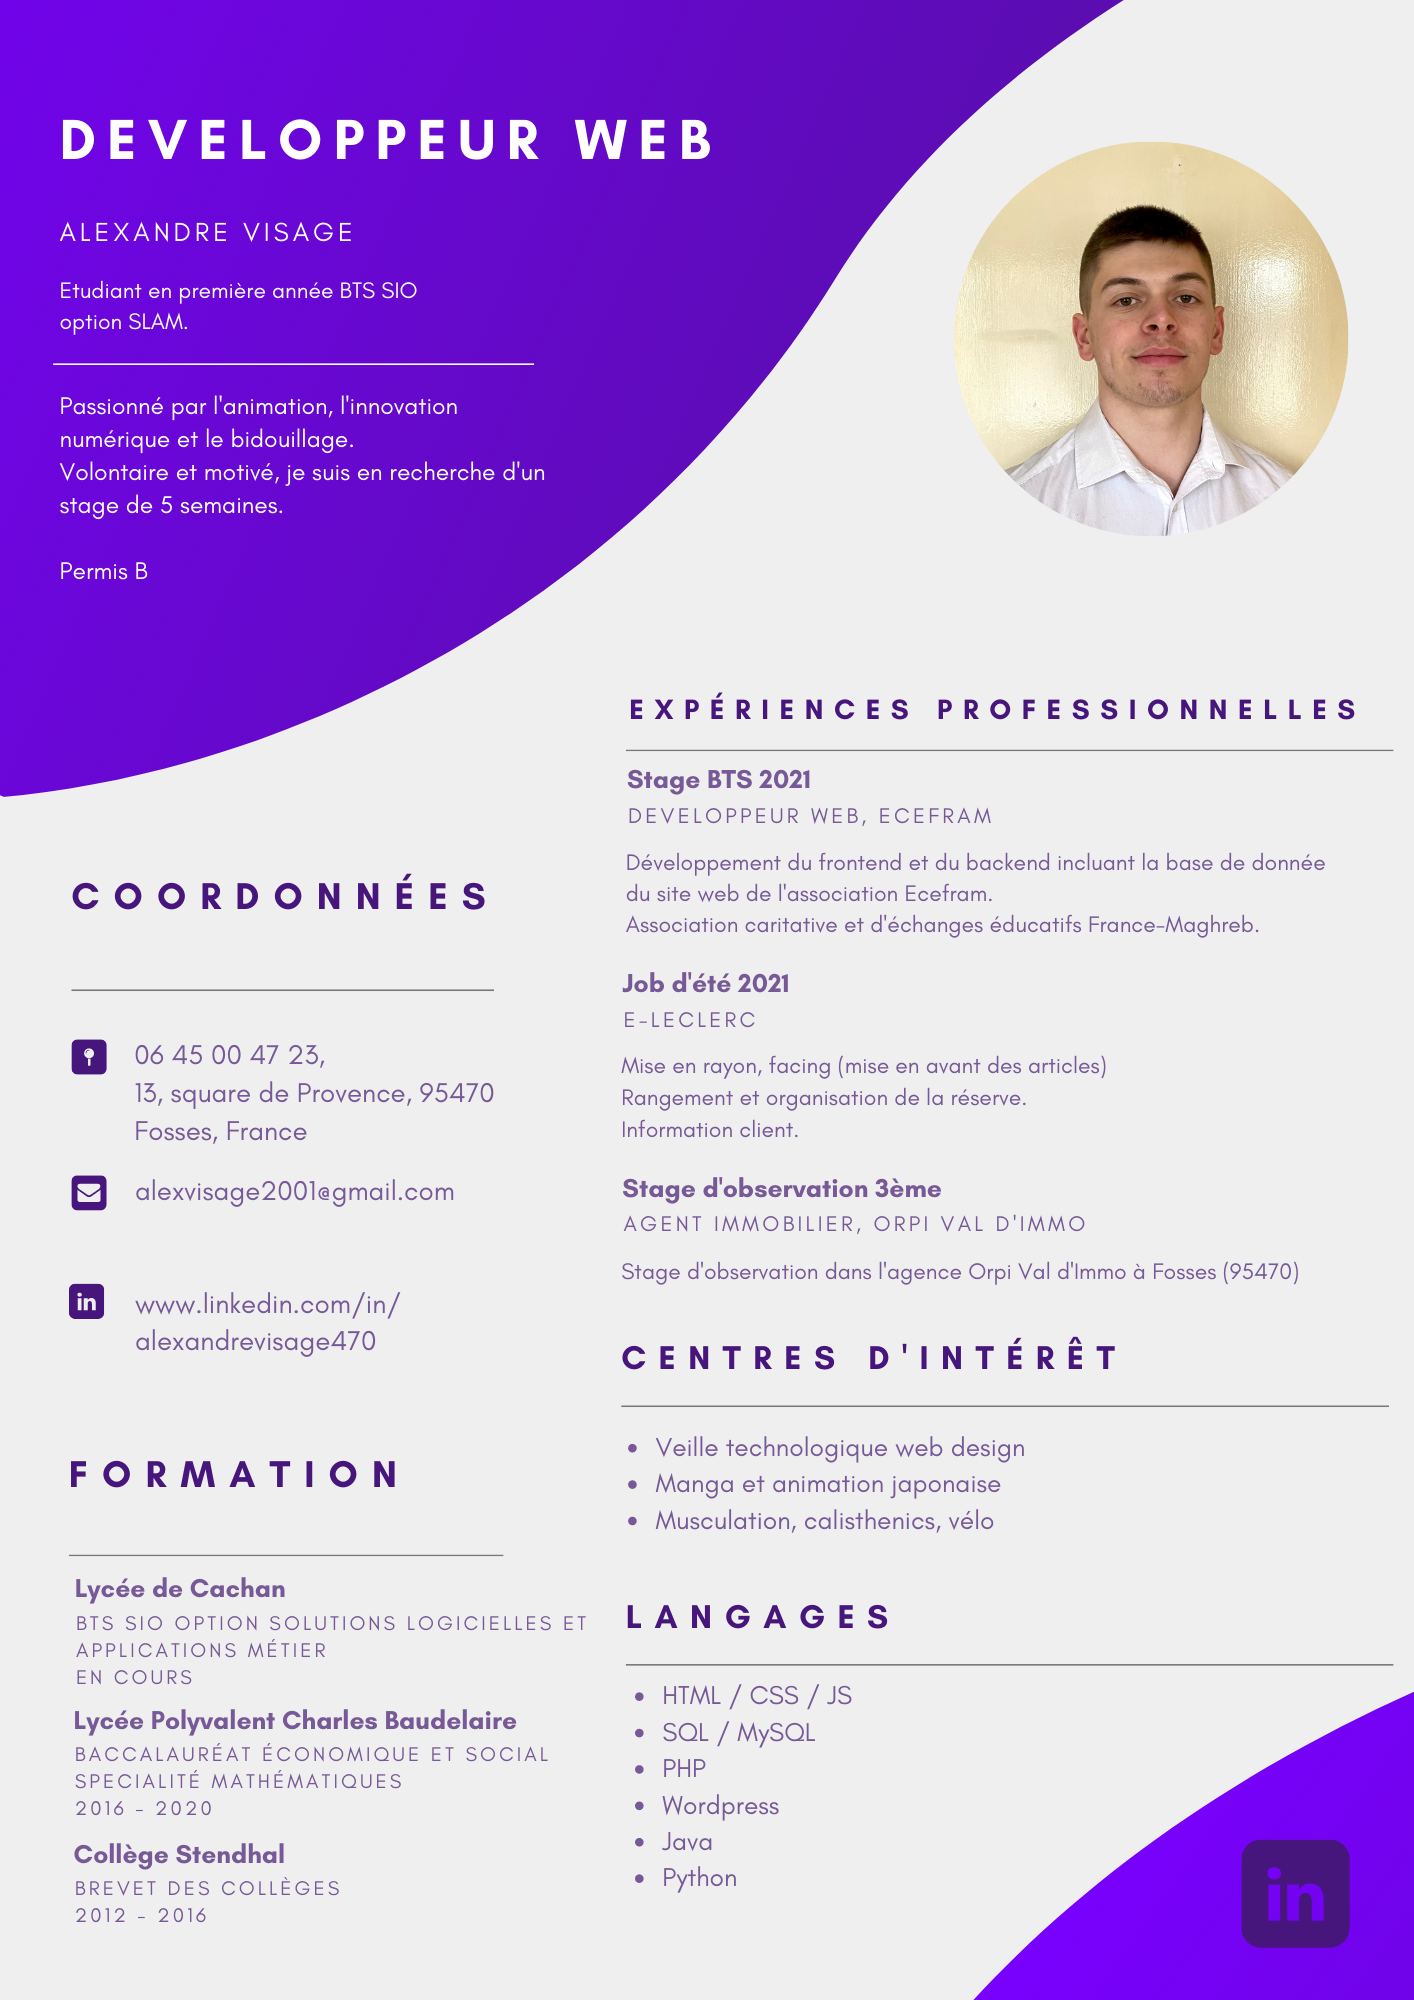 DEVELOPPEUR WEB
ALEXANDRE VISAGE
Etudiant en première année BTS SIO
option SLAM.
Passionné par l'animation, l'innovation
numérique et le bidouillage.
Volontaire et motivé, je suis en recherche d'un
stage de 5 semaines.
Permis B
COORDONNÉES
06 45 00 47 23,
13, square de Provence, 95470
Fosses, France
alexvisage2001@gmail.com
in
www.linkedin.com/in/
alexandrevisage470
FORMATION
Lycée de Cachan
BTS SIO OPTION SOLUTIONS LOGICIELLES ET
APPLICATIONS MÉTIER
EN COURS
Lycée Polyvalent Charles Baudelaire
BACCALAURÉAT ÉCONOMIQUE ET SOCIAL
SPECIALITÉ MATHÉMATIQUES
2016 - 2020
Collège Stendhal
BREVET DES COLLÈGES
2012 - 2016
EXPÉRIENCES PROFESSIONNELLES
Stage BTS 2021
DEVELOPPEUR WEB, ECEFRAM
Développement du frontend et du backend incluant la base de donnée
du site web de l'association Ecefram.
Association caritative et d'échanges éducatifs France-Maghreb.
Job d'été 2021
E-LECLERC
Mise en rayon, facing (mise en avant des articles)
Rangement et organisation de la réserve.
Information client.
Stage d'observation 3ème
AGENT IMMOBILIER, ORPI VAL D'IMMO
Stage d'observation dans l'agence Orpi Val d'Immo à Fosses (95470)
CENTRES D'INTÉRÊT
• Veille technologique web design
• Manga et animation japonaise
• Musculation, calisthenics, vélo
LANGAGES
• HTML / CSS / JS
• SQL / MySQL
• PHP
• Wordpress
• Java
• Python
in